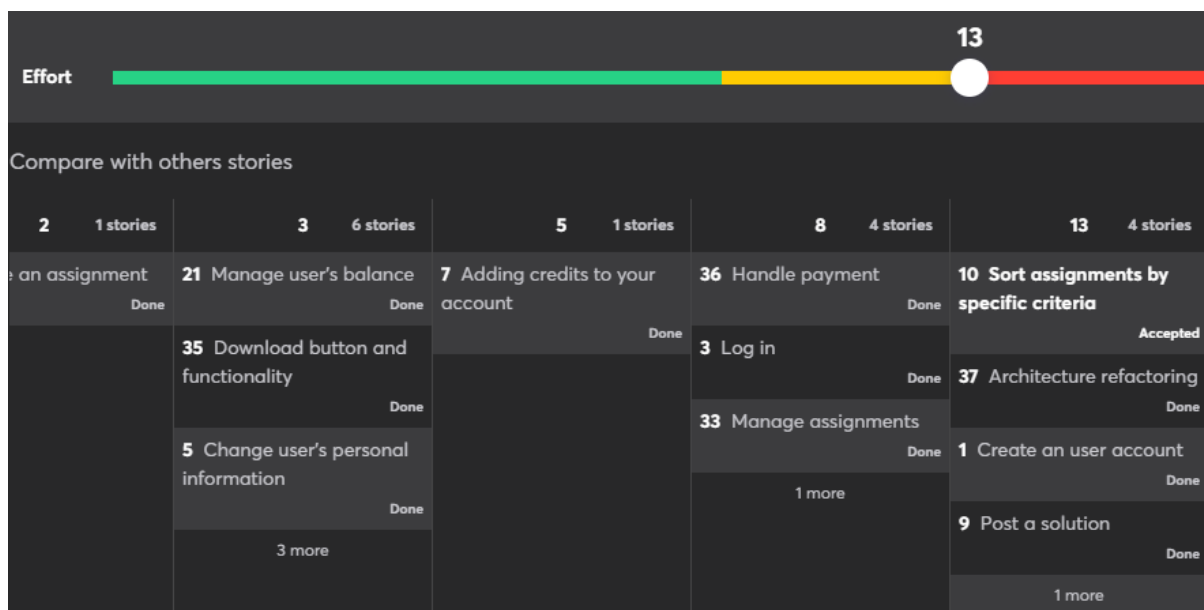 13
Effort
Compare with others stories
2 1 stories
an assignment
Done
3 6 stories
21 Manage user's balance
Done
35 Download button and
functionality
Done
5 Change user's personal
information
Done
3 more
5 1 stories
7 Adding credits to your
account
Done
8 4 stories
36 Handle payment
Done
3 Log in
Done
33 Manage assignments
Done
1 more
13 4 stories
10 Sort assignments by
specific criteria
Accepted
37 Architecture refactoring
Done
1 Create an user account
Done
9 Post a solution
Done
1 more